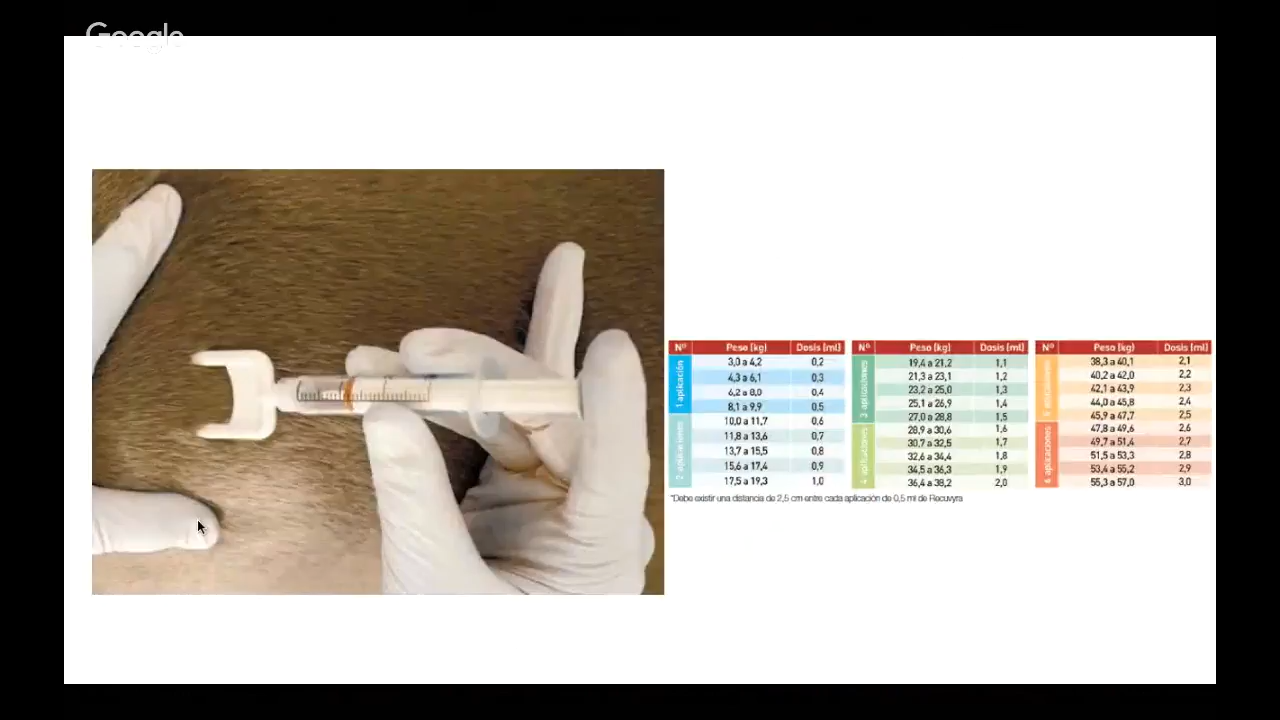 Google
Nº Peso (kg) Dosis (ml)
1 aplicación
3,0 a 4,2 0,2
4,3 a 6,1 0,3
6,2 a 8,0 0,4
8,1 a 9,9 0,5
2 aplicaciones
10,0 a 11,7 0,6
11,8 a 13,6 0,7
13,7 a 15,5 0,8
15,6 a 17,4 0,9
17,5 a 19,3 1,0
Nº Peso (kg) Dosis (ml)
3 aplicaciones
19,4 a 21,2 1,1
21,3 a 23,1 1,2
23,2 a 25,0 1,3
25,1 a 26,9 1,4
27,0 a 28,8 1,5
4 aplicaciones
28,9 a 30,6 1,6
30,7 a 32,5 1,7
32,6 a 34,4 1,8
34,5 a 36,3 1,9
36,4 a 38,2 2,0
Nº Peso (kg) Dosis (ml)
5 aplicaciones
38,3 a 40,1 2,1
40,2 a 42,0 2,2
42,1 a 43,9 2,3
44,0 a 45,8 2,4
45,9 a 47,7 2,5
6 aplicaciones
47,8 a 49,6 2,6
49,7 a 51,4 2,7
51,5 a 53,3 2,8
53,4 a 55,2 2,9
55,3 a 57,0 3,0
*Debe existir una distancia de 2,5 cm entre cada aplicación de 0,5 ml de Recuvyra